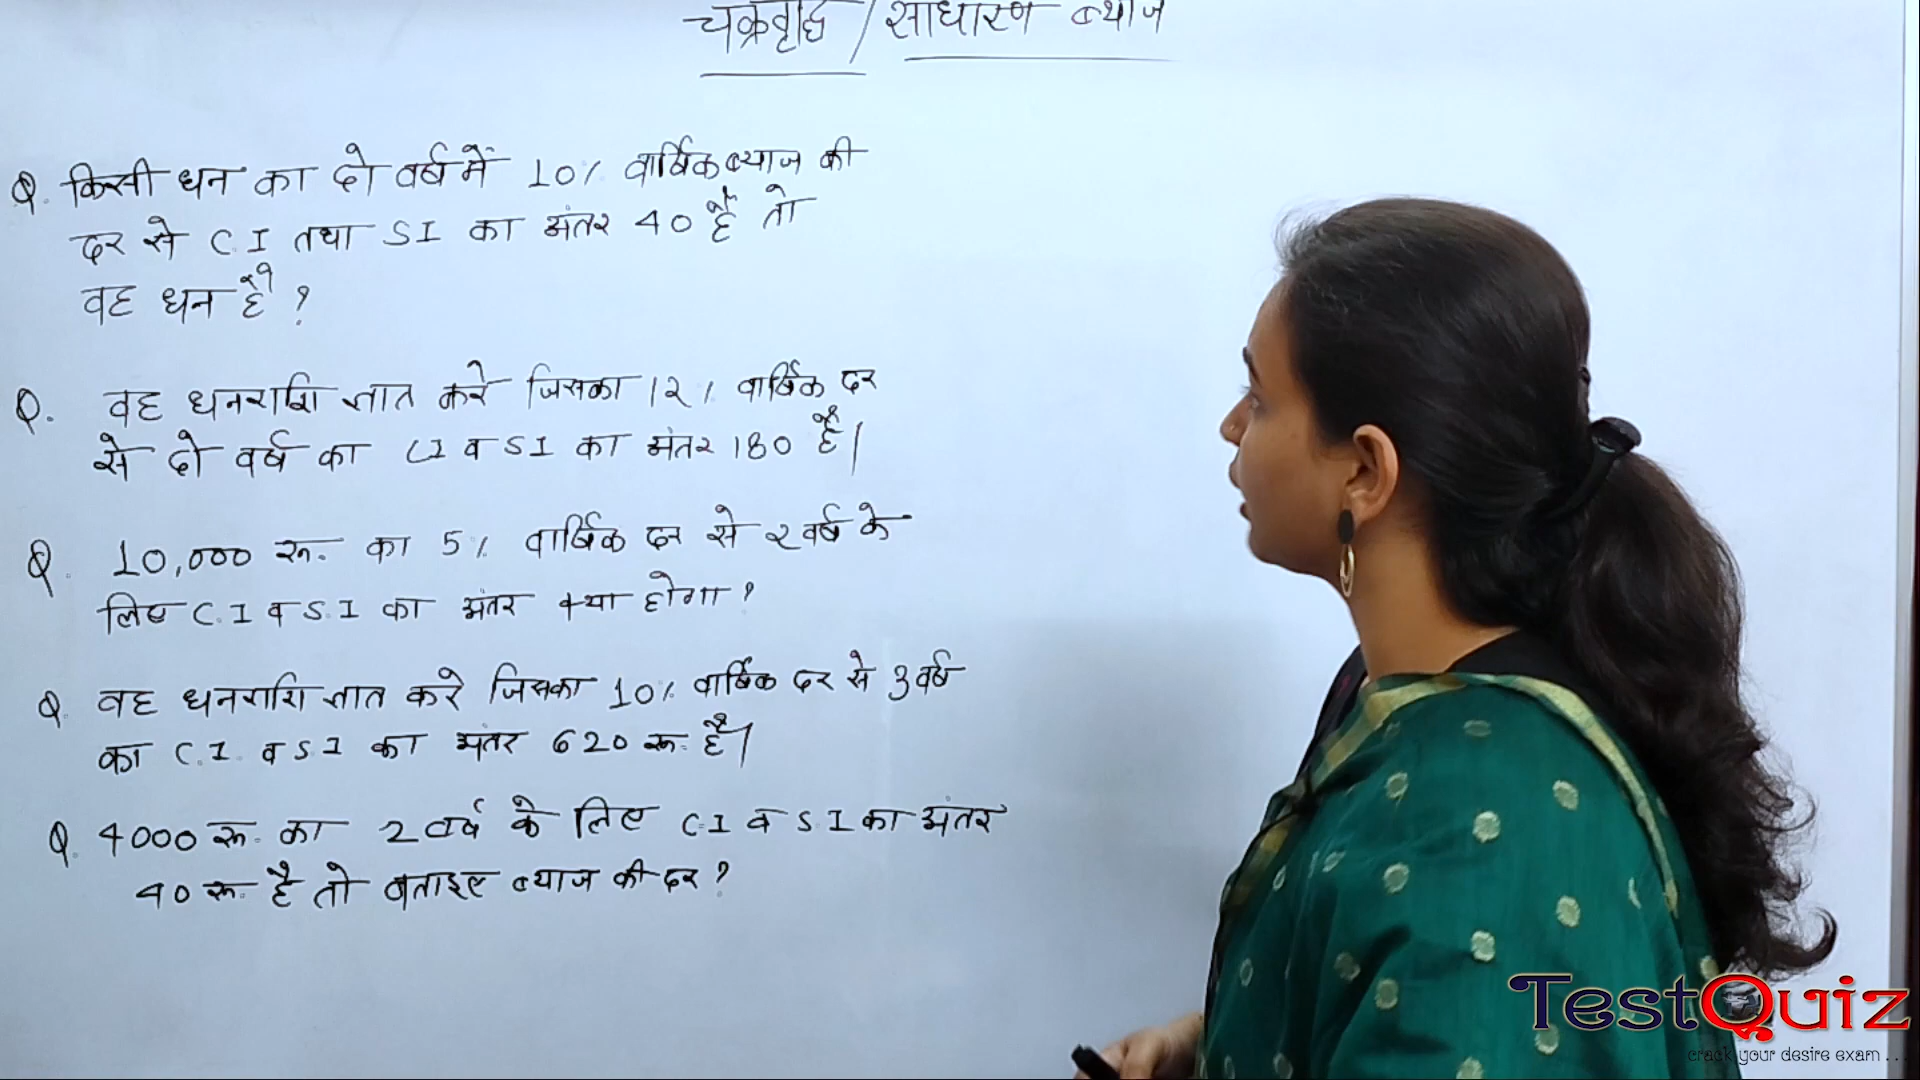 चक्रवृद्धि / साधारण ब्याज
Q. किसी धन का दो वर्ष में 10% वार्षिक ब्याज की
दर से C.I तथा SI का अंतर 40 है तो
वह धन है ?
Q. वह धनराशि ज्ञात करे जिसका 12% वार्षिक दर
से दो वर्ष का CI व SI का अंतर 180 है|
Q. 10,000 रू. का 5% वार्षिक दर से 2 वर्ष के
लिए C.I व S.I का अंतर क्या होगा ?
Q. वह धनराशि ज्ञात करे जिसका 10% वार्षिक दर से 3 वर्ष
का C.I. व S.I का अंतर 620 रू. है|
Q. 4000 रू. का 2 वर्ष के लिए C.I व S.I का अंतर
40 रू. है तो बताइए ब्याज की दर ?
TestQuiz
crack your desire exam ...